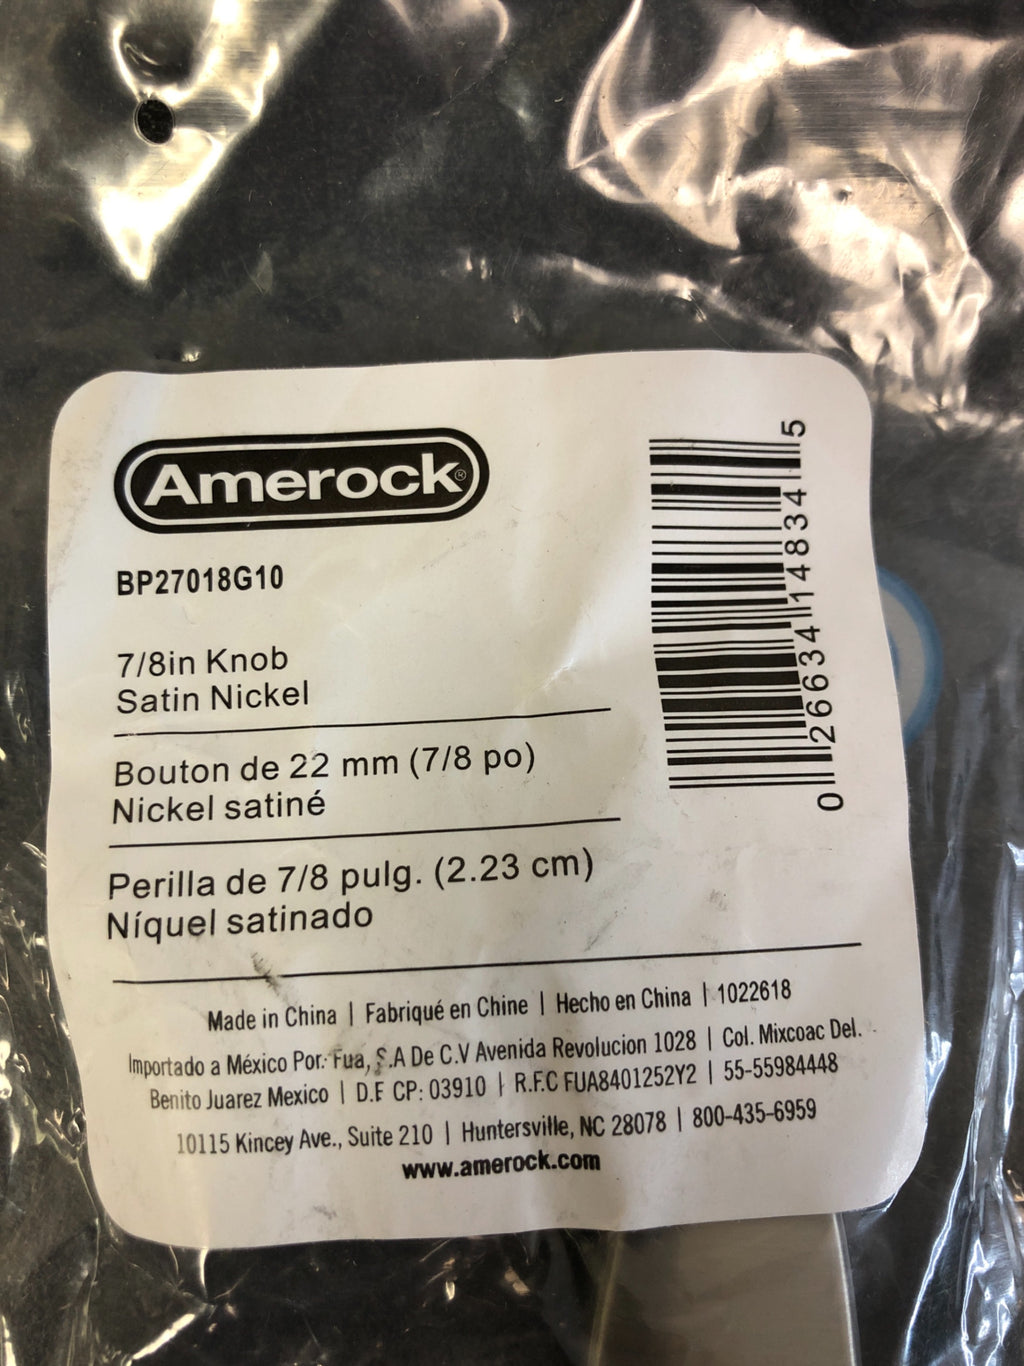 Amerock®
BP27018G10
7/8in Knob
Satin Nickel
Bouton de 22 mm (7/8 po)
Nickel satiné
Perilla de 7/8 pulg. (2.23 cm)
Níquel satinado
0 26634 14834 5
Made in China | Fabriqué en Chine | Hecho en China | 1022618
Importado a México Por: Fua, S.A De C.V Avenida Revolucion 1028 | Col. Mixcoac Del.
Benito Juarez Mexico | D.F CP: 03910 | R.F.C FUA8401252Y2 | 55-55984448
10115 Kincey Ave., Suite 210 | Huntersville, NC 28078 | 800-435-6959
www.amerock.com